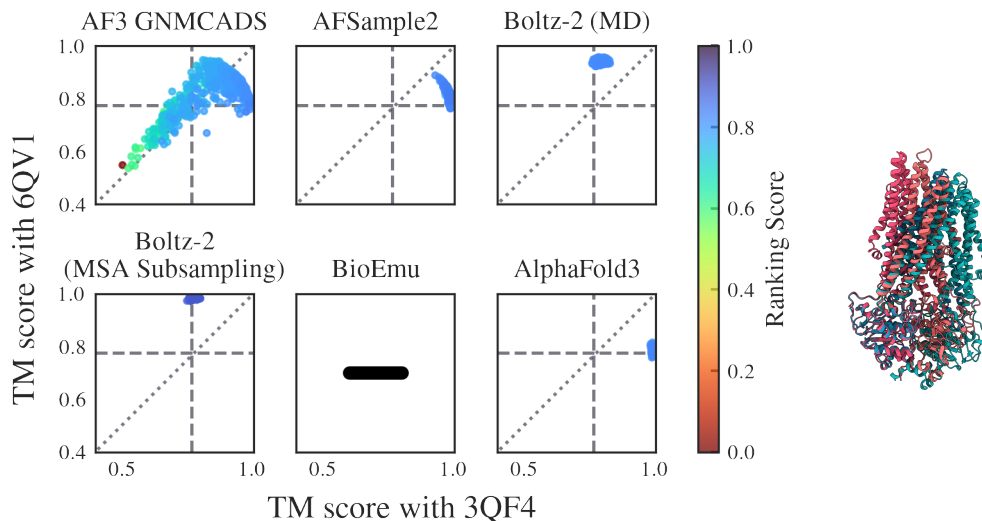 AF3 GNMCADS
AFSample2
Boltz-2 (MD)
1.0
0.8
0.6
0.4
Boltz-2
(MSA Subsampling)
BioEmu
AlphaFold3
1.0
0.8
0.6
0.4
0.5
1.0
0.5
1.0
0.5
1.0
TM score with 6QV1
TM score with 3QF4
1.0
0.8
0.6
0.4
0.2
0.0
Ranking Score